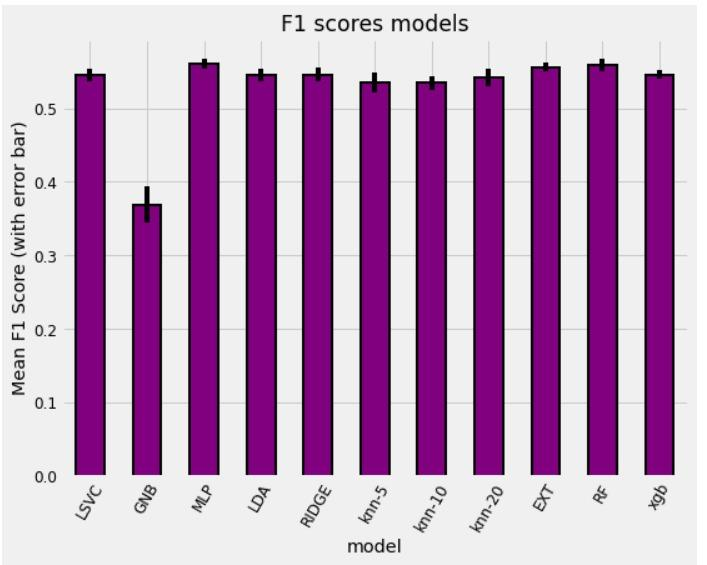 F1 scores models
Mean F1 Score (with error bar)
0.5
0.4
0.3
0.2
0.1
0.0
LSVC
GNB
MLP
LDA
RIDGE
knn-5
knn-10
knn-20
EXT
RF
xgb
model